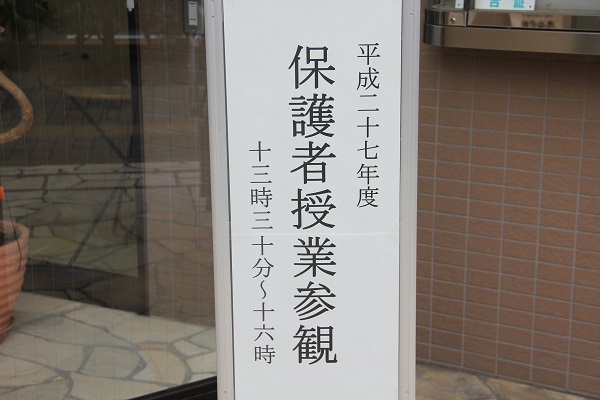 平成二十七年度
保護者授業参観
十三時三十分〜十六時